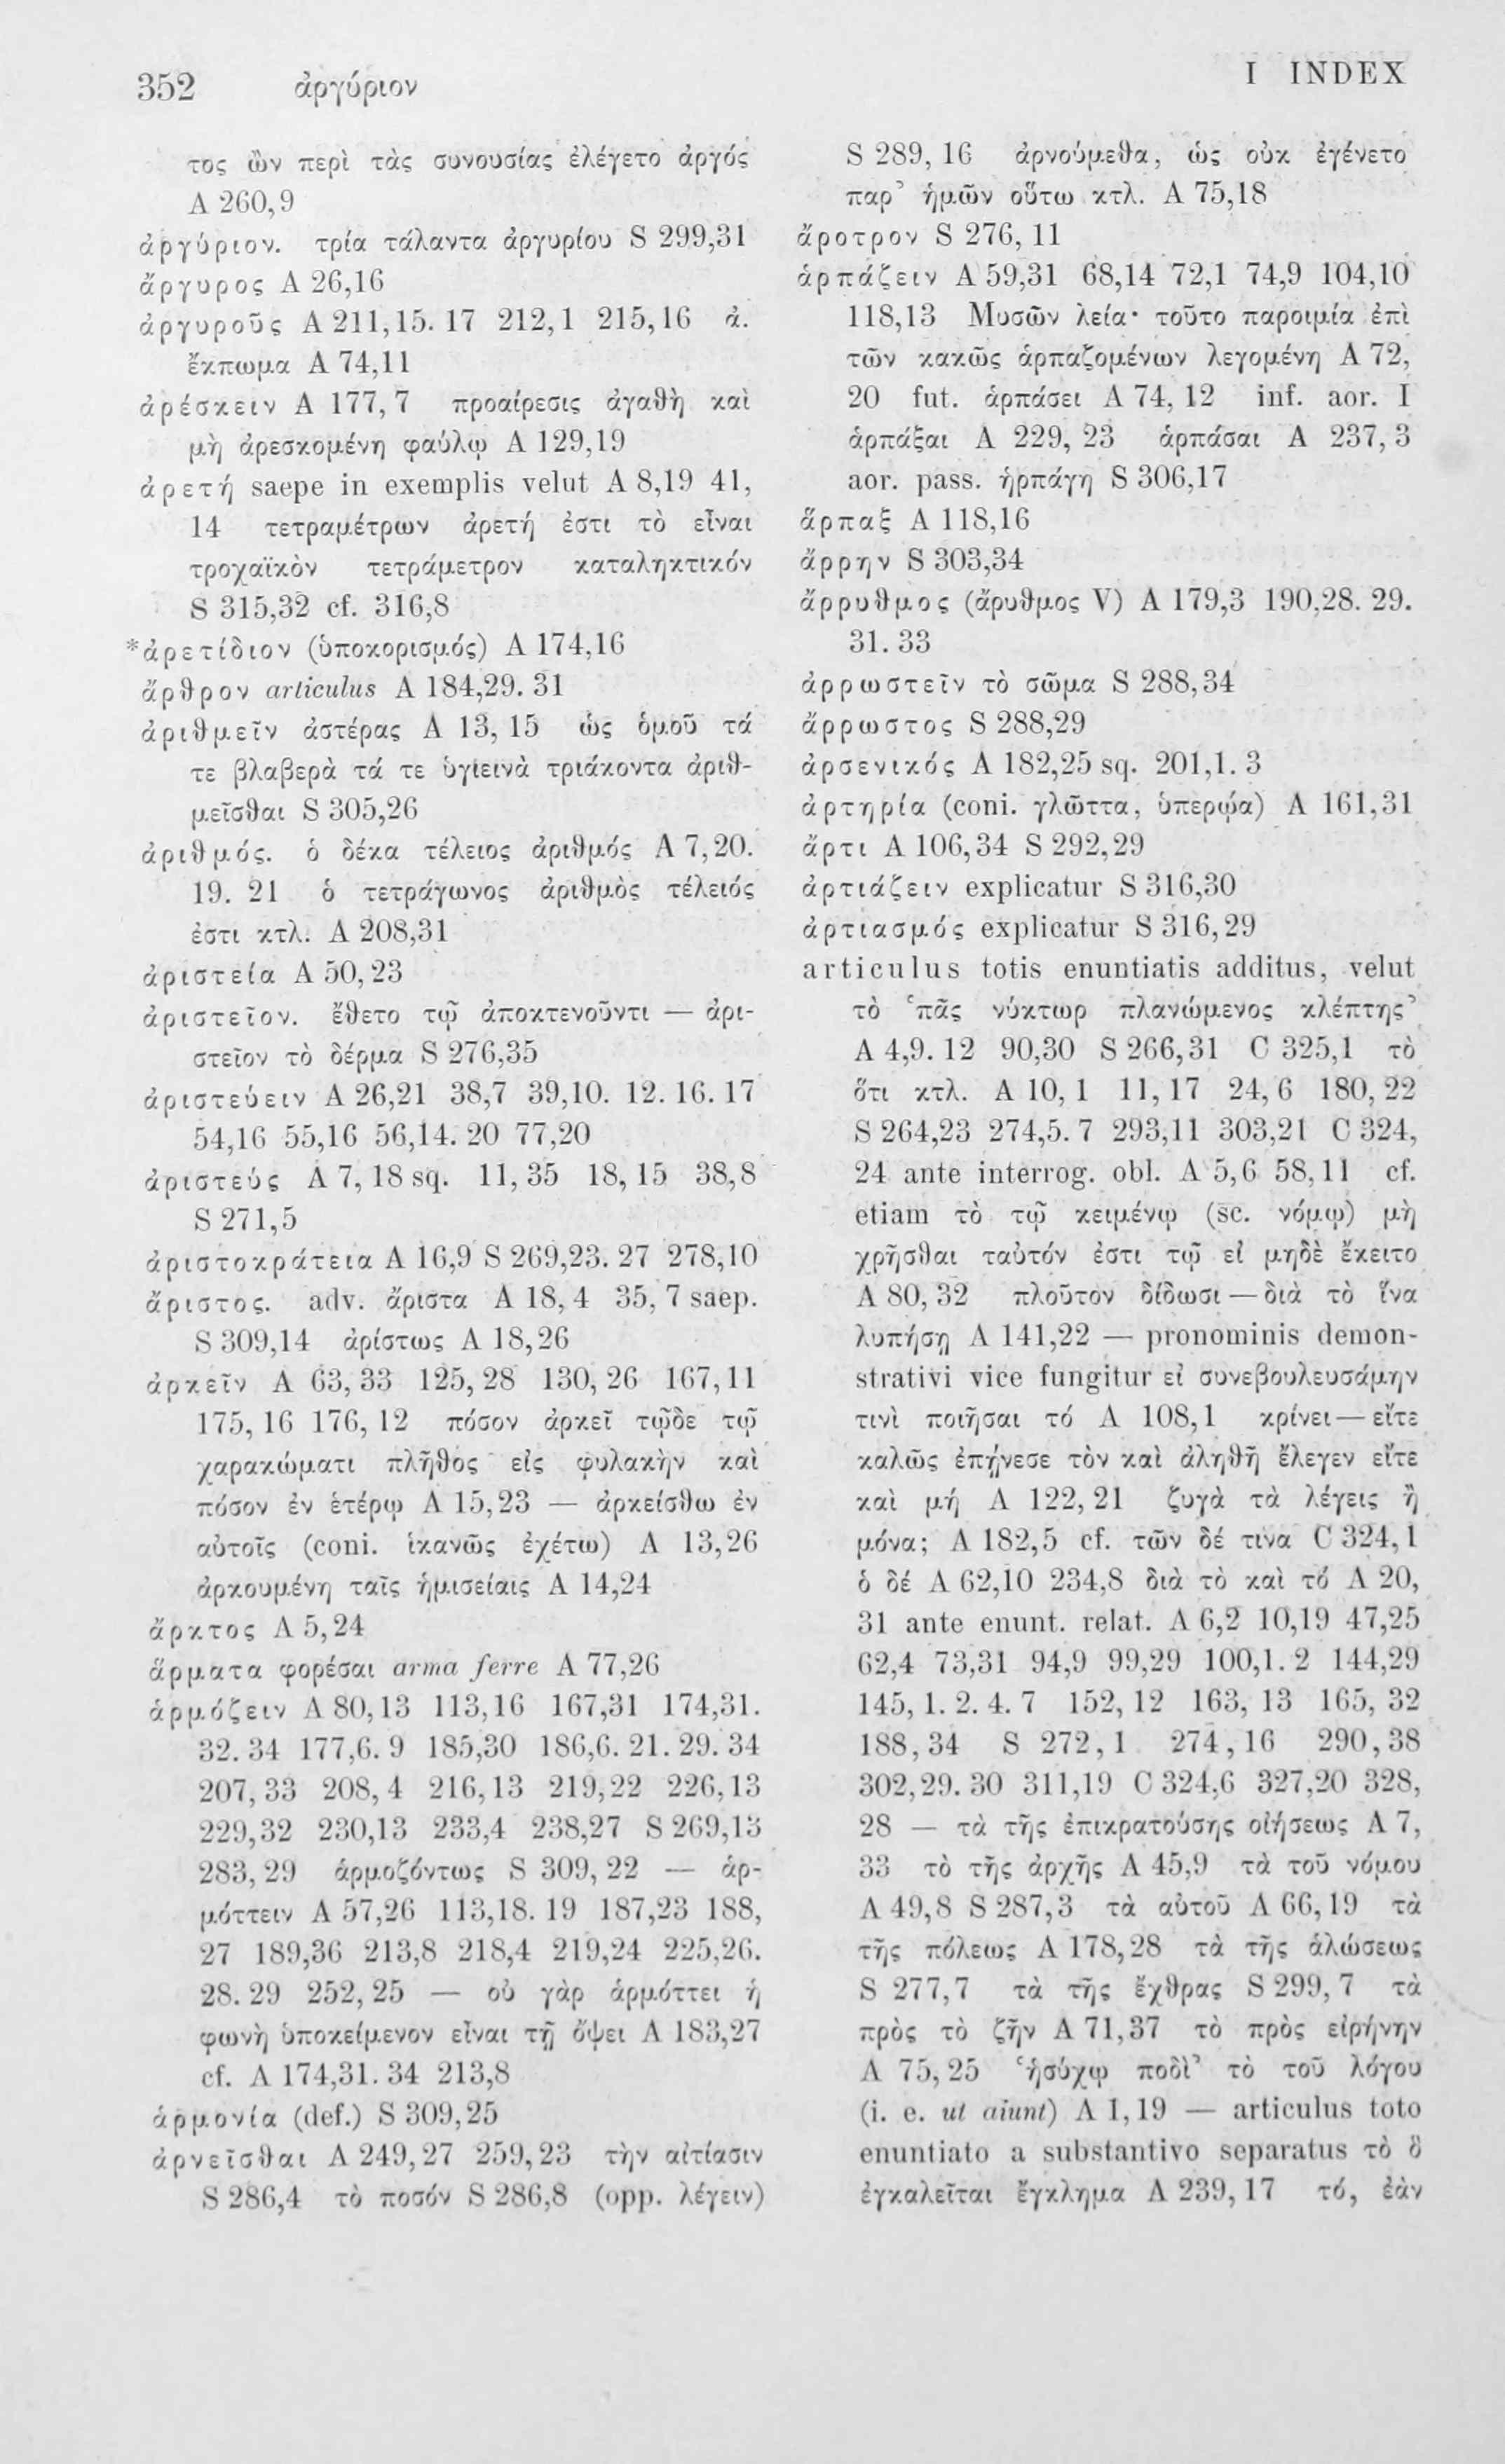 352 ἀργύριον I INDEX
τος ὢν περὶ τὰς συνουσίας ἐλέγετο ἀργός
A 260,9
ἀργύριον. τρία τάλαντα ἀργυρίου S 299,31
ἄργυρος A 26,16
ἀργυροῦς A 211,15. 17 212,1 215,16 ἀ.
ἔκπωμα A 74,11
ἀρέσκειν A 177,7 προαίρεσις ἀγαθὴ καὶ
μὴ ἀρεσκομένη φαύλῳ A 129,19
ἀρετή saepe in exemplis velut A 8,19 41,
14 τετραμέτρων ἀρετή ἐστι τὸ εἶναι
τροχαϊκὸν τετράμετρον καταληκτικόν
S 315,32 cf. 316,8
*ἀρετίδιον (ὑποκορισμός) A 174,16
ἄρθρον articulus A 184,29. 31
ἀριθμεῖν ἀστέρας A 13,15 ὡς ὁμοῦ τά
τε βλαβερὰ τά τε ὑγιεινὰ τριάκοντα ἀριθ-
μεῖσθαι S 305,26
ἀριθμός. ὁ δέκα τέλειος ἀριθμός A 7,20.
19. 21 ὁ τετράγωνος ἀριθμὸς τέλειός
ἐστι κτλ. A 208,31
ἀριστεία A 50,23
ἀριστεῖον. ἔθετο τῷ ἀποκτενοῦντι — ἀρι-
στεῖον τὸ δέρμα S 276,35
ἀριστεύειν A 26,21 38,7 39,10. 12. 16. 17
54,16 55,16 56,14. 20 77,20
ἀριστεύς A 7,18 sq. 11,35 18,15 38,8
S 271,5
ἀριστοκράτεια A 16,9 S 269,23. 27 278,10
ἄριστος. adv. ἄριστα A 18,4 35,7 saep.
S 309,14 ἀρίστως A 18,26
ἀρκεῖν A 63,33 125,28 130,26 167,11
175,16 176,12 πόσον ἀρκεῖ τῷδε τῷ
χαρακώματι πλῆθος εἰς φυλακὴν καὶ
πόσον ἐν ἑτέρῳ A 15,23 — ἀρκείσθω ἐν
αὐτοῖς (coni. ἱκανῶς ἐχέτω) A 13,26
ἀρκουμένη ταῖς ἡμισείαις A 14,24
ἄρκτος A 5,24
ἅρματα φορέσαι arma ferre A 77,26
ἁρμόζειν A 80,13 113,16 167,31 174,31.
32. 34 177,6. 9 185,30 186,6. 21. 29. 34
207,33 208,4 216,13 219,22 226,13
229,32 230,13 233,4 238,27 S 269,13
283,29 ἁρμοζόντως S 309,22 — ἁρ-
μόττειν A 57,26 113,18. 19 187,23 188,
27 189,36 213,8 218,4 219,24 225,26.
28. 29 252,25 — οὐ γὰρ ἁρμόττει ἡ
φωνὴ ὑποκείμενον εἶναι τῇ ὄψει A 183,27
cf. A 174,31. 34 213,8
ἁρμονία (def.) S 309,25
ἀρνεῖσθαι A 249,27 259,23 τὴν αἰτίασιν
S 286,4 τὸ ποσόν S 286,8 (opp. λέγειν)
S 289,16 ἀρνούμεθα, ὡς οὐκ ἐγένετο
παρ’ ἡμῶν οὕτω κτλ. A 75,18
ἄροτρον S 276,11
ἁρπάζειν A 59,31 68,14 72,1 74,9 104,10
118,13 Μυσῶν λεία· τοῦτο παροιμία ἐπὶ
τῶν κακῶς ἁρπαζομένων λεγομένη A 72,
20 fut. ἁρπάσει A 74,12 inf. aor. I
ἁρπάξαι A 229,23 ἁρπάσαι A 237,3
aor. pass. ἡρπάγη S 306,17
ἅρπαξ A 118,16
ἄρρην S 303,34
ἄρρυθμος (ἄρυθμος V) A 179,3 190,28. 29.
31. 33
ἀρρωστεῖν τὸ σῶμα S 288,34
ἄρρωστος S 288,29
ἀρσενικός A 182,25 sq. 201,1. 3
ἀρτηρία (coni. γλῶττα, ὑπερῴα) A 161,31
ἄρτι A 106,34 S 292,29
ἀρτιάζειν explicatur S 316,30
ἀρτιασμός explicatur S 316,29
articulus totis enuntiatis additus, velut
τὸ ‘πᾶς νύκτωρ πλανώμενος κλέπτης’
A 4,9. 12 90,30 S 266,31 C 325,1 τὸ
ὅτι κτλ. A 10,1 11,17 24,6 180,22
S 264,23 274,5. 7 293,11 303,21 C 324,
24 ante interrog. obl. A 5,6 58,11 cf.
etiam τὸ τῷ κειμένῳ (sc. νόμῳ) μὴ
χρῆσθαι ταὐτόν ἐστι τῷ εἰ μηδὲ ἔκειτο
A 80,32 πλοῦτον δίδωσι — διὰ τὸ ἵνα
λυπήσῃ A 141,22 — pronominis demon-
strativi vice fungitur εἰ συνεβουλευσάμην
τινὶ ποιῆσαι τό A 108,1 κρίνει — εἴτε
καλῶς ἐπῄνεσε τὸν καὶ ἀληθῆ ἔλεγεν εἴτε
καὶ μή A 122,21 ζυγὰ τὰ λέγεις ἢ
μόνα; A 182,5 cf. τῶν δέ τινα C 324,1
ὁ δέ A 62,10 234,8 διὰ τὸ καὶ τό A 20,
31 ante enunt. relat. A 6,2 10,19 47,25
62,4 73,31 94,9 99,29 100,1. 2 144,29
145,1. 2. 4. 7 152,12 163,13 165,32
188,34 S 272,1 274,16 290,38
302,29. 30 311,19 C 324,6 327,20 328,
28 — τὰ τῆς ἐπικρατούσης οἰήσεως A 7,
33 τὸ τῆς ἀρχῆς A 45,9 τὰ τοῦ νόμου
A 49,8 S 287,3 τὰ αὐτοῦ A 66,19 τὰ
τῆς πόλεως A 178,28 τὰ τῆς ἁλώσεως
S 277,7 τὰ τῆς ἔχθρας S 299,7 τὰ
πρὸς τὸ ζῆν A 71,37 τὸ πρὸς εἰρήνην
A 75,25 ‘ἡσύχῳ ποδὶ’ τὸ τοῦ λόγου
(i. e. ut aiunt) A 1,19 — articulus toto
enuntiato a substantivo separatus τὸ ὃ
ἐγκαλεῖται ἔγκλημα A 239,17 τό, ἐὰν